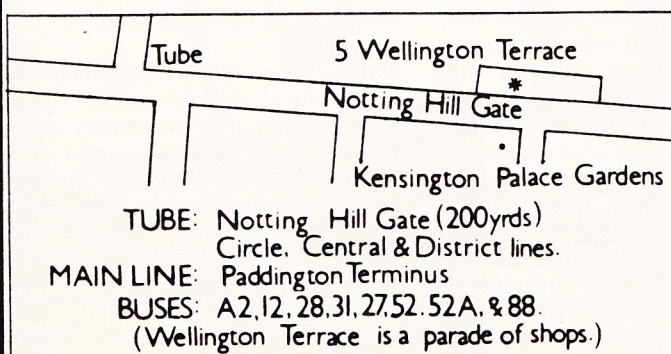 Tube
5 Wellington Terrace
*
Notting Hill Gate
Kensington Palace Gardens
TUBE: Notting Hill Gate (200yrds)
Circle. Central & District lines.
MAIN LINE: Paddington Terminus
BUSES: A2, 12, 28, 31, 27. 52. 52A. & 88.
(Wellington Terrace is a parade of shops.)